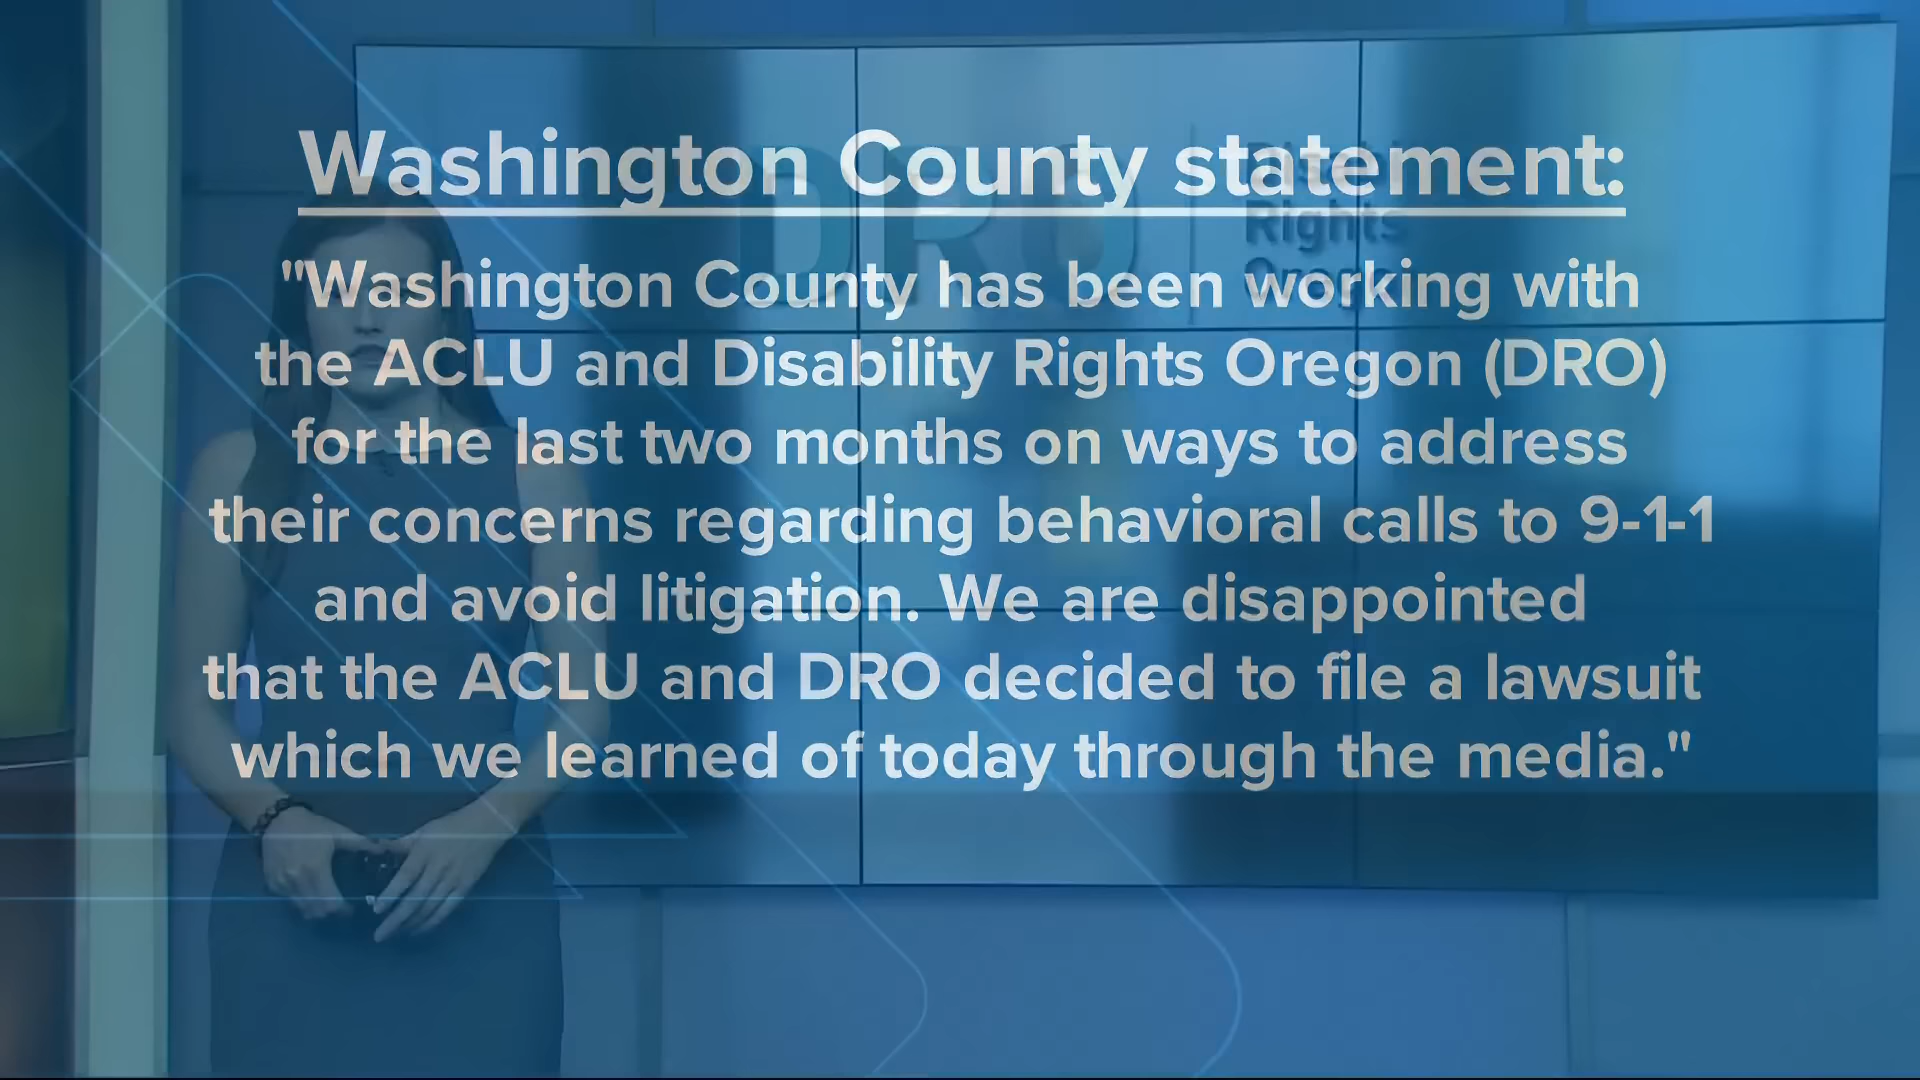 Washington County statement:
"Washington County has been working with
the ACLU and Disability Rights Oregon (DRO)
for the last two months on ways to address
their concerns regarding behavioral calls to 9-1-1
and avoid litigation. We are disappointed
that the ACLU and DRO decided to file a lawsuit
which we learned of today through the media."
DRO
Rights